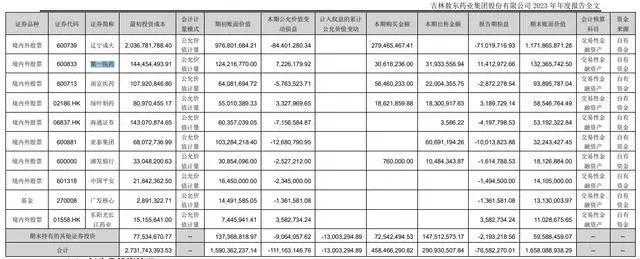 吉林敖东药业集团股份有限公司 2023 年年度报告全文
证券品种 证券代码 证券简称 最初投资成本 会计计量模式 期初账面价值 本期公允价值变动损益 计入权益的累计公允价值变动 本期购买金额 本期出售金额 报告期损益 期末账面价值 会计核算科目 资金来源
境内外股票 600739 辽宁成大 2,036,781,788.40 公允价值计量 976,801,684.21 -84,401,280.34 279,465,467.41 -71,019,716.93 1,171,865,871.28 交易性金融资产 自有资金
境内外股票 600833 第一医药 144,454,493.91 公允价值计量 124,216,770.00 7,226,179.92 30,616,236.00 31,933,556.94 11,412,972.66 132,365,742.50 交易性金融资产 自有资金
境内外股票 600713 南京医药 107,920,846.80 公允价值计量 64,081,694.72 -5,763,523.71 56,460,233.00 22,004,355.75 -2,872,278.54 93,895,787.04 交易性金融资产 自有资金
境内外股票 02186.HK 绿叶制药 80,970,455.17 公允价值计量 55,010,389.33 3,327,969.65 18,621,859.88 18,300,917.63 3,189,729.14 58,546,764.49 交易性金融资产 自有资金
境内外股票 06837.HK 海通证券 143,070,874.65 公允价值计量 60,357,039.05 -7,156,584.87 3,566.22 -4,197,798.53 53,192,322.84 交易性金融资产 自有资金
境内外股票 600881 亚泰集团 68,072,736.99 公允价值计量 103,284,218.40 -12,680,790.95 60,691,194.26 -10,013,823.88 32,243,427.45 交易性金融资产 自有资金
境内外股票 600000 浦发银行 33,048,200.63 公允价值计量 30,854,096.00 -2,527,212.00 760,000.00 10,484,343.87 -1,614,788.53 18,126,884.00 交易性金融资产 自有资金
境内外股票 601318 中国平安 21,842,362.50 公允价值计量 16,450,000.00 -2,345,000.00 -1,494,500.00 14,105,000.00 交易性金融资产 自有资金
基金 270008 广发核心 2,891,322.71 公允价值计量 14,491,585.05 -1,361,581.08 -1,361,581.08 13,130,003.97 交易性金融资产 自有资金
境内外股票 01558.HK 东阳光长江药业 15,155,641.00 公允价值计量 7,445,941.41 3,582,734.24 3,582,734.24 11,028,675.65 交易性金融资产 自有资金
期末持有的其他证券投资 77,534,670.77 -- 137,368,818.97 -9,064,057.62 -13,003,294.89 72,542,494.53 147,512,573.17 -2,193,218.56 59,588,459.07 -- --
合计 2,731,743,393.53 -- 1,590,362,237.14 -111,163,146.76 -13,003,294.89 458,466,290.82 290,930,507.84 -76,582,270.01 1,658,088,938.29 -- --